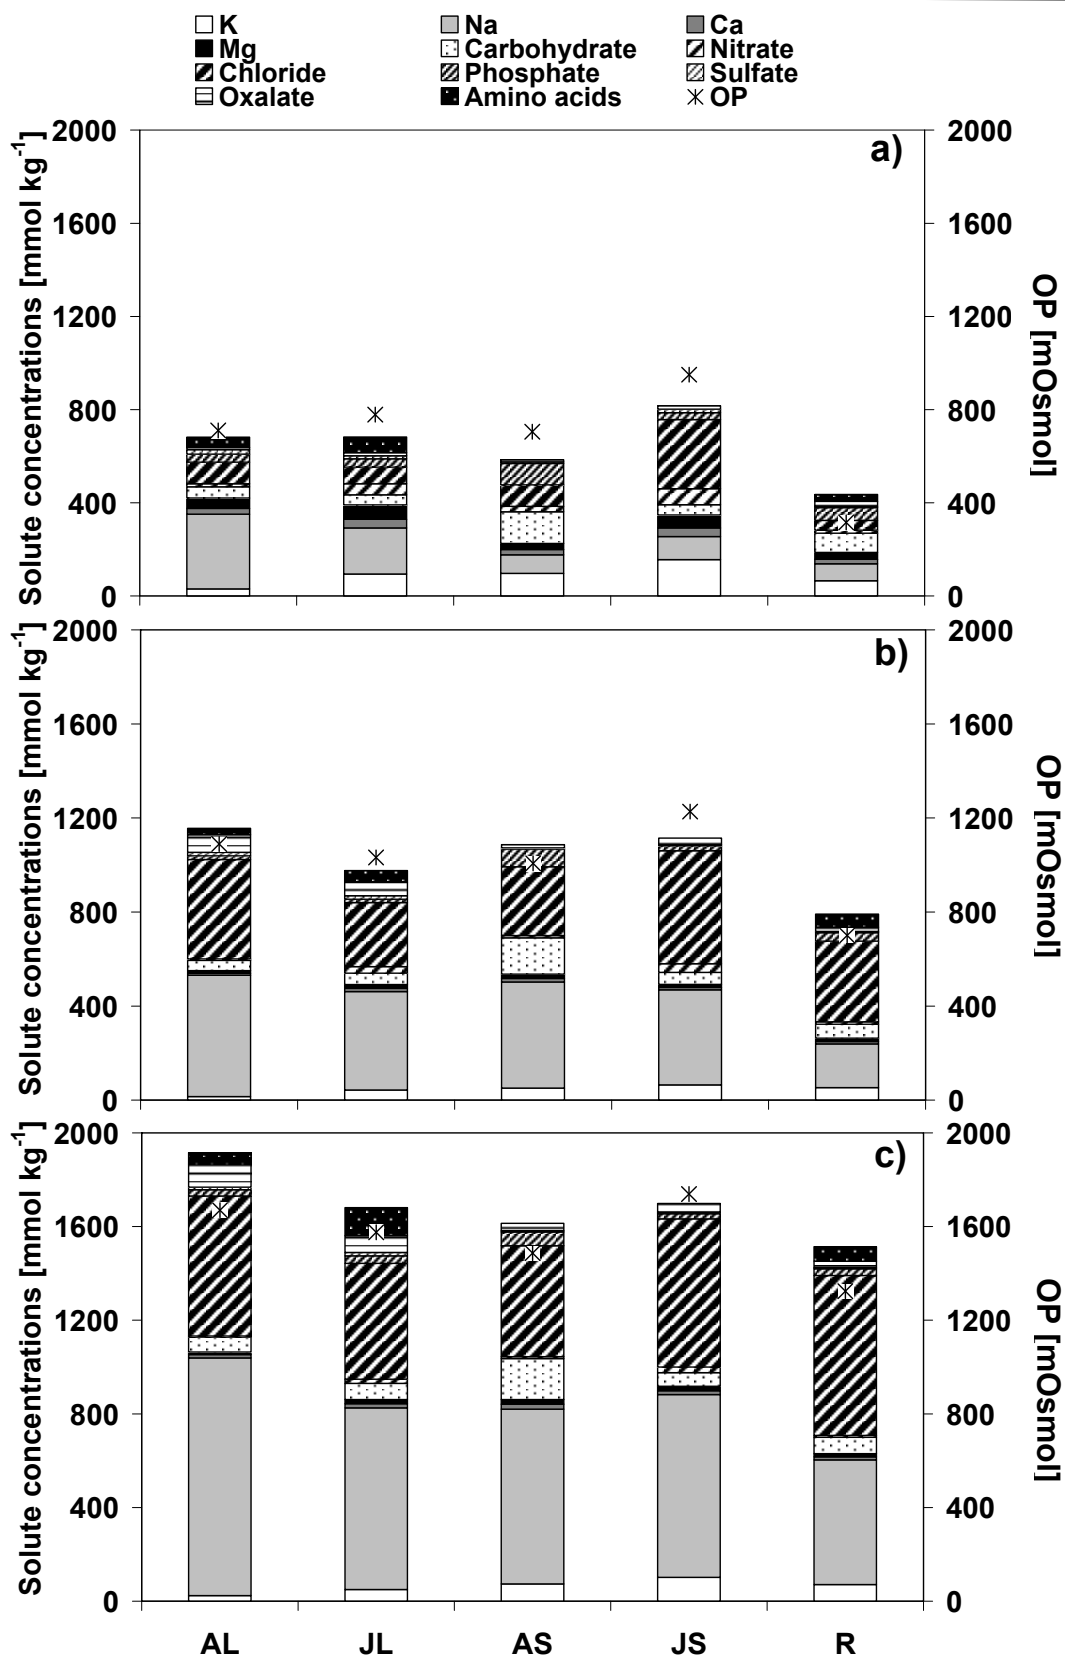 K Na Ca
Mg Carbohydrate Nitrate
Chloride Phosphate Sulfate
Oxalate Amino acids OP
a)
Solute concentrations [mmol kg⁻¹]
2000
1600
1200
800
400
0
2000
1600
1200
800
400
0
OP [mOsmol]
b)
Solute concentrations [mmol kg⁻¹]
2000
1600
1200
800
400
0
2000
1600
1200
800
400
0
OP [mOsmol]
c)
Solute concentrations [mmol kg⁻¹]
2000
1600
1200
800
400
0
2000
1600
1200
800
400
0
OP [mOsmol]
AL JL AS JS R